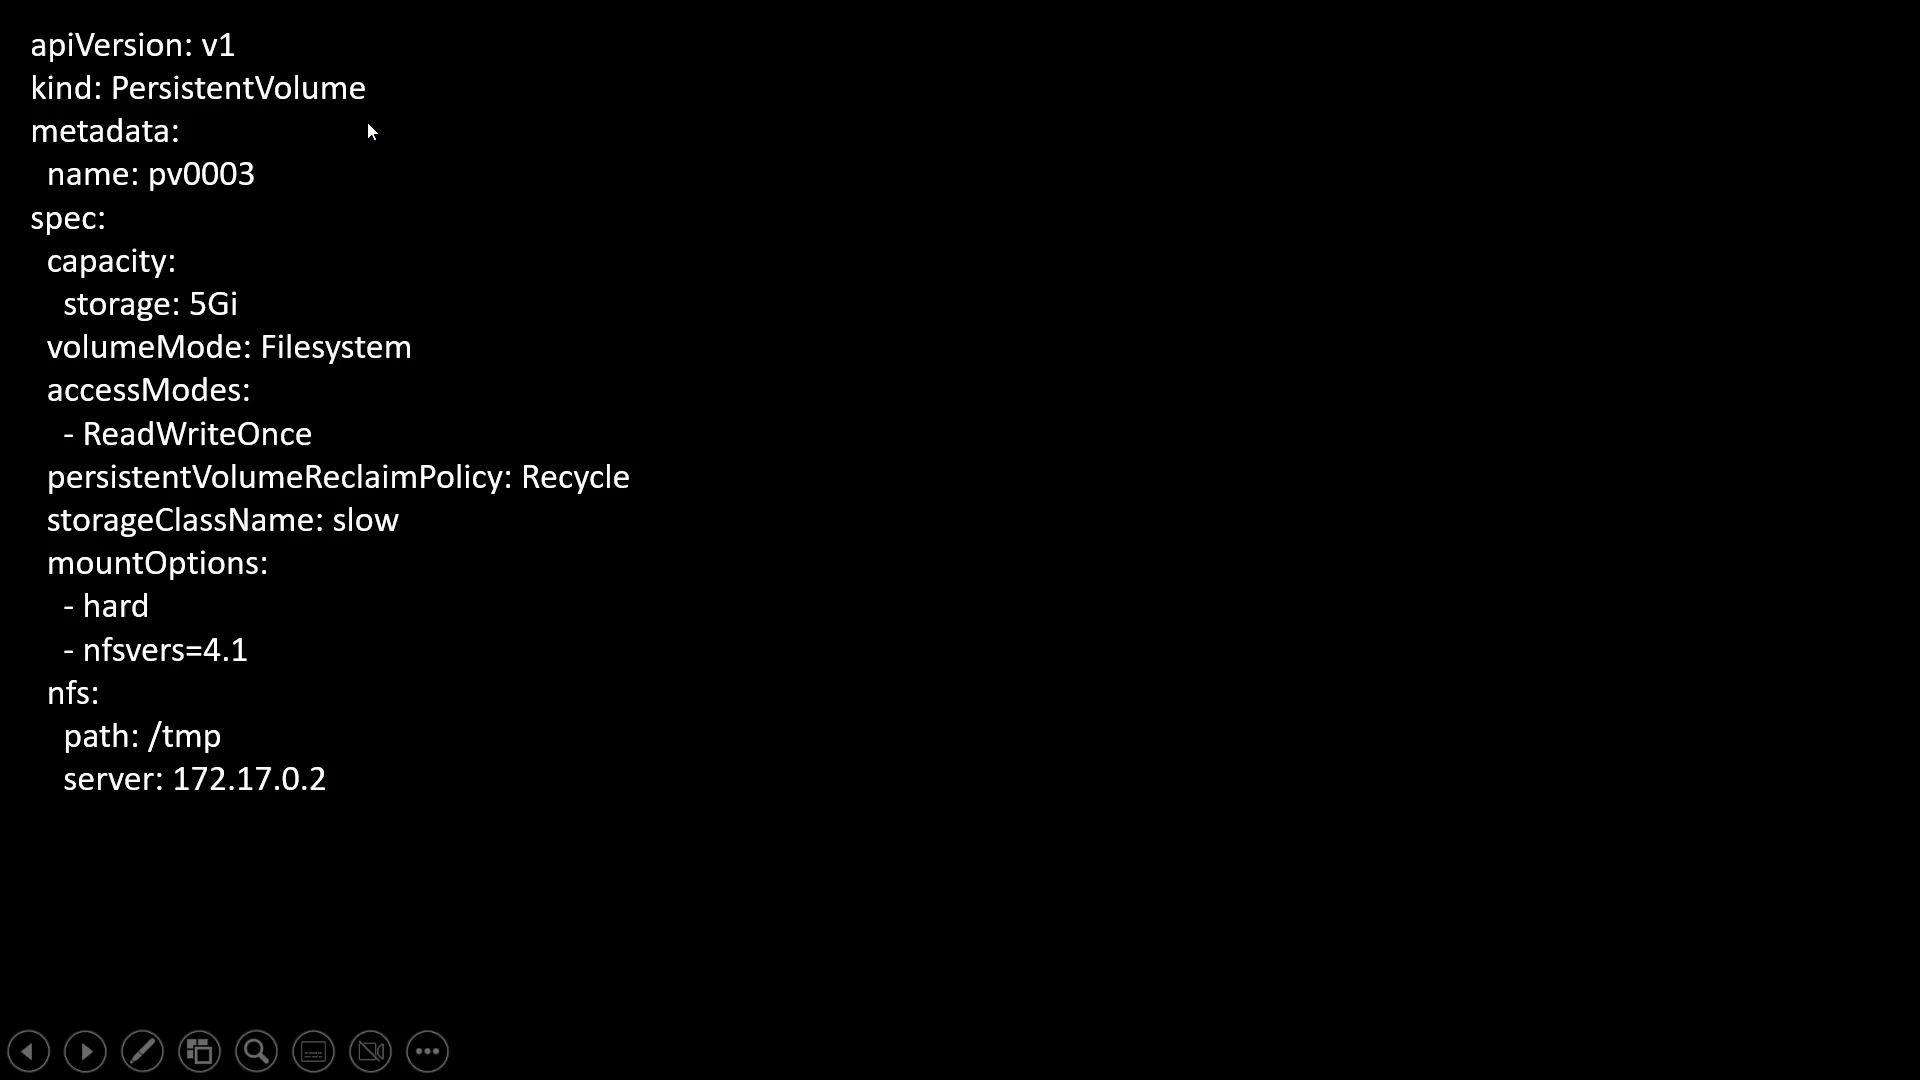 apiVersion: v1
kind: PersistentVolume
metadata:
  name: pv0003
spec:
  capacity:
    storage: 5Gi
  volumeMode: Filesystem
  accessModes:
    - ReadWriteOnce
  persistentVolumeReclaimPolicy: Recycle
  storageClassName: slow
  mountOptions:
    - hard
    - nfsvers=4.1
  nfs:
    path: /tmp
    server: 172.17.0.2